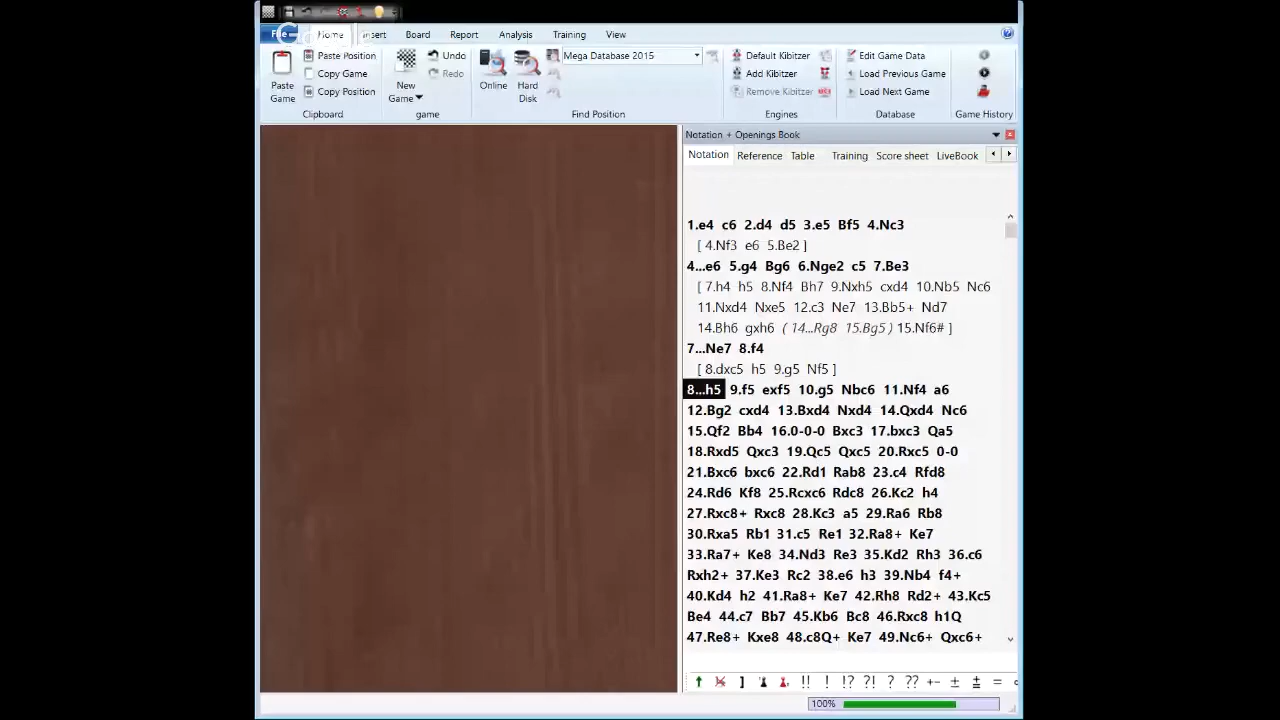 File Home Insert Board Report Analysis Training View
Paste Game
Paste Position
Copy Game
Copy Position
Clipboard
New Game
Undo
Redo
game
Online
Hard Disk
Mega Database 2015
Find Position
Default Kibitzer
Add Kibitzer
Remove Kibitzer
Engines
Edit Game Data
Load Previous Game
Load Next Game
Database
Game History
Notation + Openings Book
Notation Reference Table Training Score sheet LiveBook
1.e4 c6 2.d4 d5 3.e5 Bf5 4.Nc3
[ 4.Nf3 e6 5.Be2 ]
4...e6 5.g4 Bg6 6.Nge2 c5 7.Be3
[ 7.h4 h5 8.Nf4 Bh7 9.Nxh5 cxd4 10.Nb5 Nc6
11.Nxd4 Nxe5 12.c3 Ne7 13.Bb5+ Nd7
14.Bh6 gxh6 ( 14...Rg8 15.Bg5 ) 15.Nf6# ]
7...Ne7 8.f4
[ 8.dxc5 h5 9.g5 Nf5 ]
8...h5 9.f5 exf5 10.g5 Nbc6 11.Nf4 a6
12.Bg2 cxd4 13.Bxd4 Nxd4 14.Qxd4 Nc6
15.Qf2 Bb4 16.0-0-0 Bxc3 17.bxc3 Qa5
18.Rxd5 Qxc3 19.Qc5 Qxc5 20.Rxc5 0-0
21.Bxc6 bxc6 22.Rd1 Rab8 23.c4 Rfd8
24.Rd6 Kf8 25.Rcxc6 Rdc8 26.Kc2 h4
27.Rxc8+ Rxc8 28.Kc3 a5 29.Ra6 Rb8
30.Rxa5 Rb1 31.c5 Re1 32.Ra8+ Ke7
33.Ra7+ Ke8 34.Nd3 Re3 35.Kd2 Rh3 36.c6
Rxh2+ 37.Ke3 Rc2 38.e6 h3 39.Nb4 f4+
40.Kd4 h2 41.Ra8+ Ke7 42.Rh8 Rd2+ 43.Kc5
Be4 44.c7 Bb7 45.Kb6 Bc8 46.Rxc8 h1Q
47.Re8+ Kxe8 48.c8Q+ Ke7 49.Nc6+ Qxc6+
] !! ! !? ?! ? ?? +− ± ⩲ =
100%